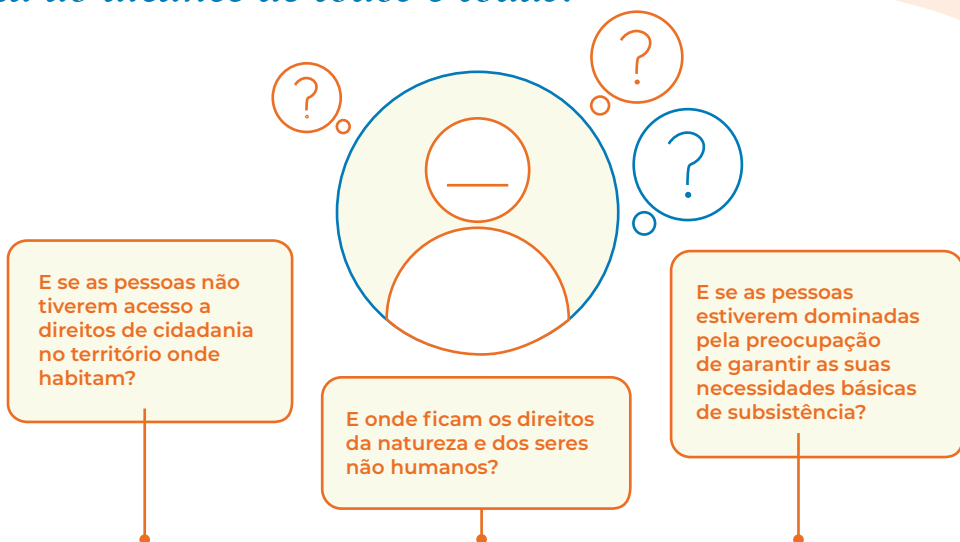 ?
?
?
E se as pessoas não
tiverem acesso a
direitos de cidadania
no território onde
habitam?
E onde ficam os direitos
da natureza e dos seres
não humanos?
E se as pessoas
estiverem dominadas
pela preocupação
de garantir as suas
necessidades básicas
de subsistência?